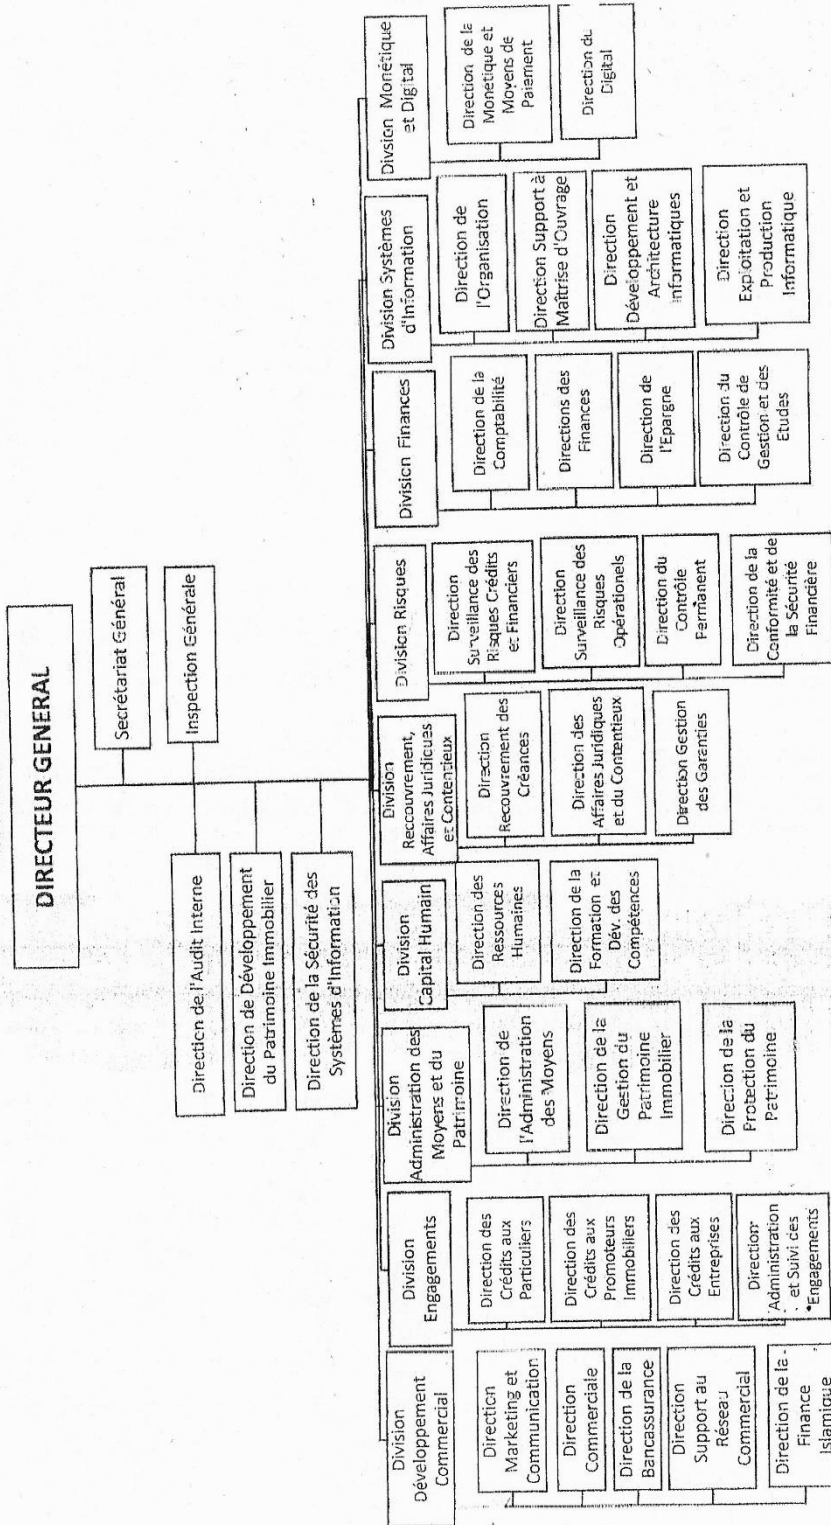 DIRECTEUR GENERAL
Secrétariat Général
Inspection Générale
Direction de l'Audit Interne
Direction de Développement
du Patrimoine Immobilier
Direction de la Sécurité des
Systèmes d'Information
Division
Développement
Commercial
Direction
Marketing et
Communication
Direction
Commerciale
Direction de la
Bancassurance
Direction
Support au
Réseau
Commercial
Direction de la
Finance
Islamique
Division
Engagements
Direction des
Crédits aux
Particuliers
Direction des
Crédits aux
Promoteurs
Immobiliers
Direction des
Crédits aux
Entreprises
Direction
Administration
et Suivi des
Engagements
Division
Administration des
Moyens et du
Patrimoine
Direction de
l'Administration
des Moyens
Direction de la
Gestion du
Patrimoine
Immobilier
Direction de la
Protection du
Patrimoine
Division
Capital Humain
Direction des
Ressources
Humaines
Direction de la
Formation et
Dév. des
Compétences
Division
Reccouvrement,
Affaires Juridiques
et Contentieux
Direction
Recouvrement des
Créances
Direction des
Affaires Juridiques
et du Contentieux
Direction Gestion
des Garanties
Division Risques
Direction
Surveillance des
Risques Crédits
et Financiers
Direction
Surveillance des
Risques
Opérationels
Direction du
Contrôle
Permanent
Direction de la
Conformité et de
la Sécurité
Financière
Division Finances
Direction de la
Comptabilité
Directions des
Finances
Direction de
l'Epargne
Direction du
Contrôle de
Gestion et des
Etudes
Division Systèmes
d'Information
Direction de
l'Organisation
Direction Support à
Maîtrise d'Ouvrage
Direction
Développement et
Architecture
Informatiques
Direction
Exploitation et
Production
Informatique
Divsion Monétique
et Digital
Direction de la
Monetique et
Moyens de
Paiement
Direction du
Digital